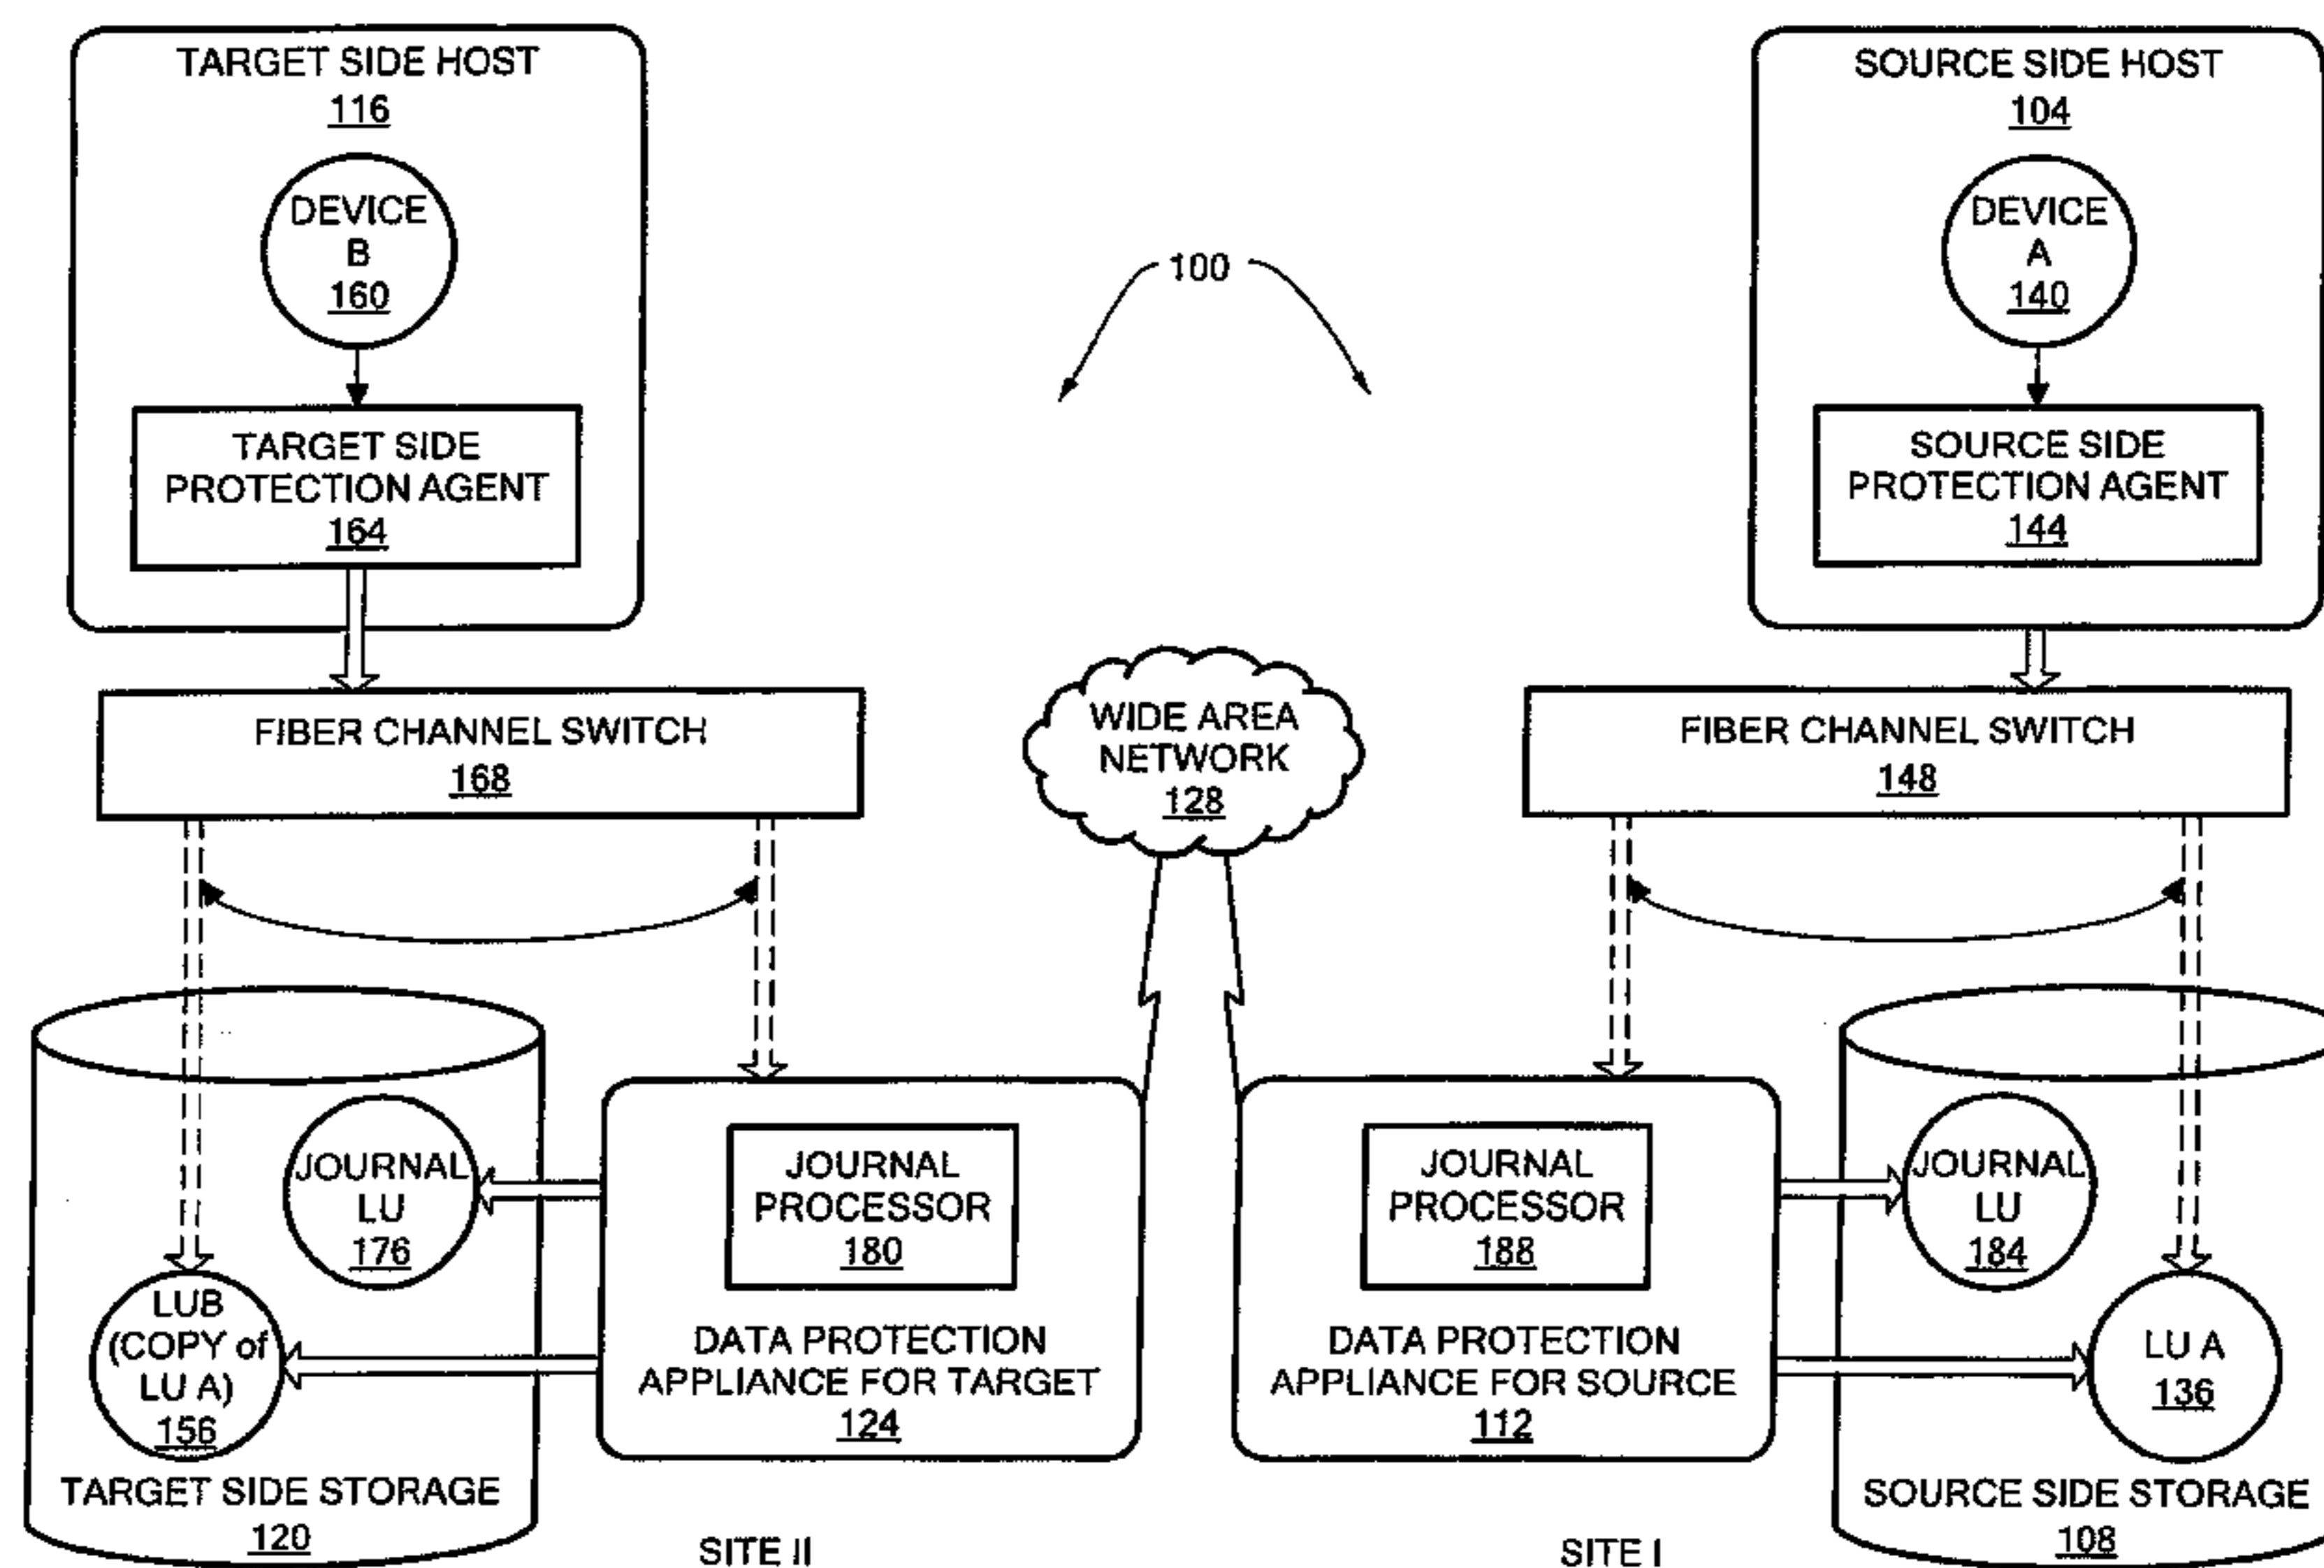 TARGET SIDE HOST
116
DEVICE
B
160
TARGET SIDE
PROTECTION AGENT
164
100
SOURCE SIDE HOST
104
DEVICE
A
140
SOURCE SIDE
PROTECTION AGENT
144
FIBER CHANNEL SWITCH
168
WIDE AREA
NETWORK
128
FIBER CHANNEL SWITCH
148
JOURNAL
LU
176
LUB
(COPY of
LU A)
156
TARGET SIDE STORAGE
120
JOURNAL
PROCESSOR
180
DATA PROTECTION
APPLIANCE FOR TARGET
124
SITE II
JOURNAL
PROCESSOR
188
DATA PROTECTION
APPLIANCE FOR SOURCE
112
SITE I
JOURNAL
LU
184
LU A
136
SOURCE SIDE STORAGE
108